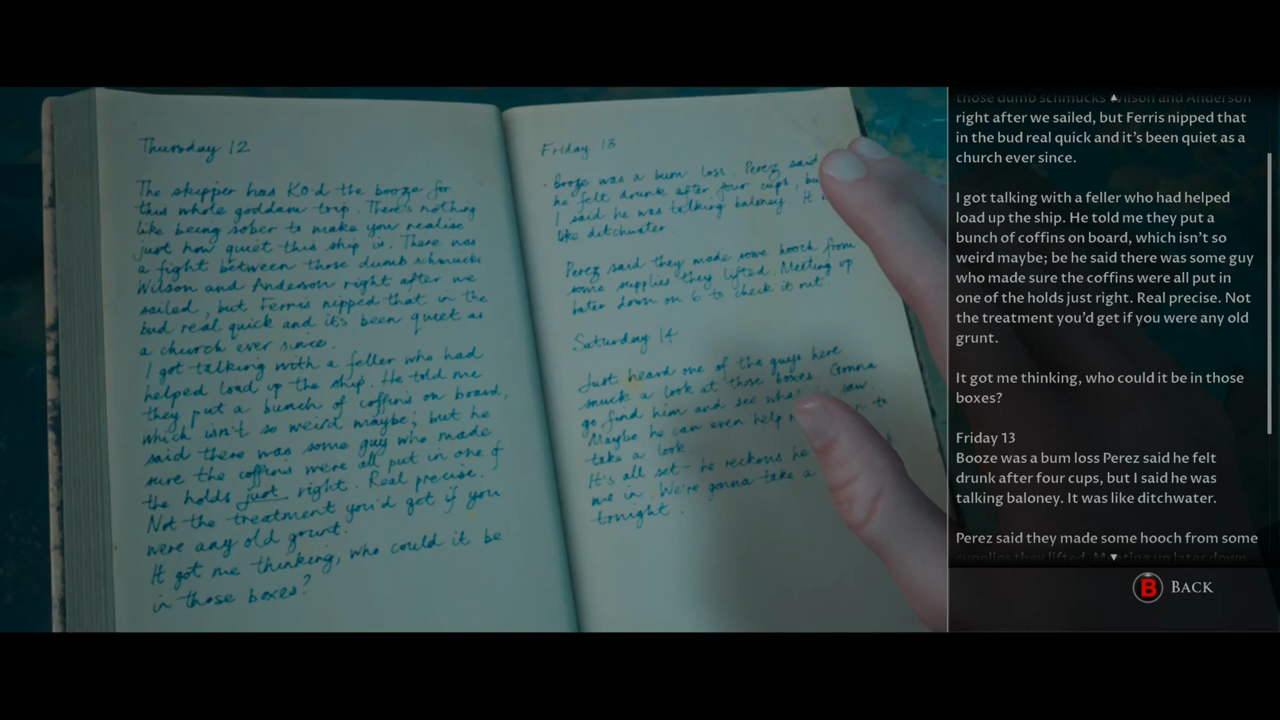 Thursday 12
The skipper has KO'd the booze for
this whole goddam trip. There's nothing
like being sober to make you realise
just how quiet this ship is. There was
a fight between those dumb schmucks
Wilson and Anderson right after we
sailed, but Ferris nipped that in the
bud real quick and it's been quiet as
a church ever since.
I got talking with a feller who had
helped load up the ship. He told me
they put a bunch of coffins on board,
which isn't so weird maybe; but he
said there was some guy who made
sure the coffins were all put in one of
the holds just right. Real precise.
Not the treatment you'd get if you
were any old grunt.
It got me thinking, who could it be
in those boxes?
Friday 13
Booze was a bum loss. Perez said
he felt drunk after four cups, bu
I said he was talking baloney. It
like ditchwater.
Perez said they made some hooch from
some supplies they lifted. Meeting up
later down on 6 to check it out.
Saturday 14
Just heard one of the guys here
snuck a look at those boxes. Gonna
go find him and see wha saw.
Maybe he can even help to
take a look.
It's all set - he reckons he
me in. We're gonna take a
tonight.
those dumb schmucks Wilson and Anderson
right after we sailed, but Ferris nipped that
in the bud real quick and it's been quiet as a
church ever since.
I got talking with a feller who had helped
load up the ship. He told me they put a
bunch of coffins on board, which isn't so
weird maybe; be he said there was some guy
who made sure the coffins were all put in
one of the holds just right. Real precise. Not
the treatment you'd get if you were any old
grunt.
It got me thinking, who could it be in those
boxes?
Friday 13
Booze was a bum loss Perez said he felt
drunk after four cups, but I said he was
talking baloney. It was like ditchwater.
Perez said they made some hooch from some
supplies they lifted. Meeting up later down
B BACK